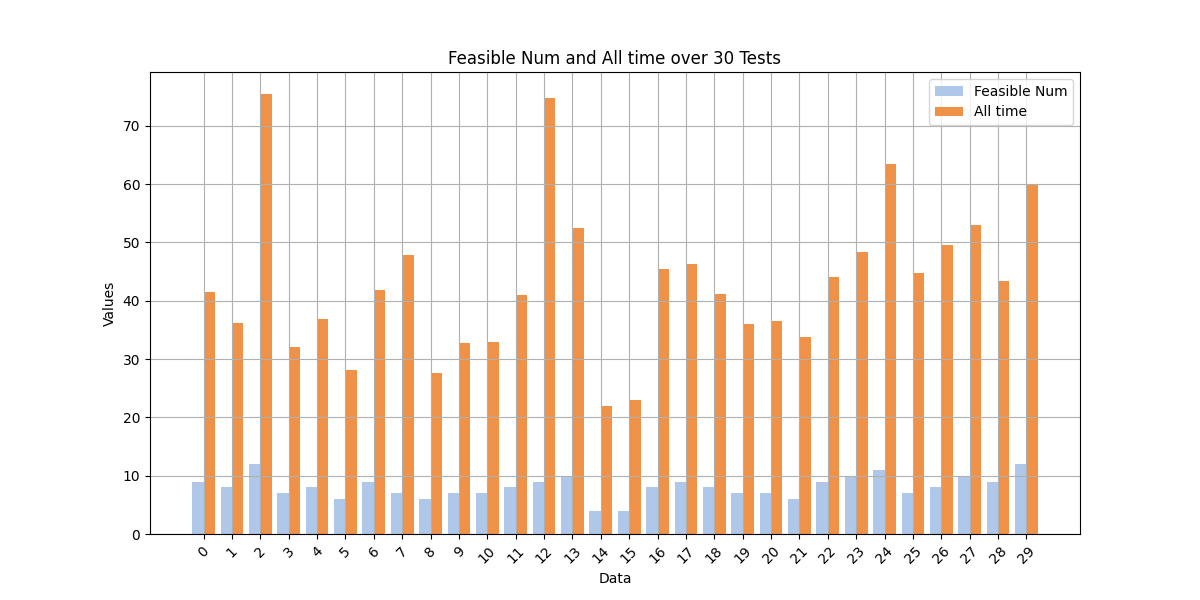 Feasible Num and All time over 30 Tests
Feasible Num
All time
Values
70
60
50
40
30
20
10
0
0 1 2 3 4 5 6 7 8 9 10 11 12 13 14 15 16 17 18 19 20 21 22 23 24 25 26 27 28 29
Data